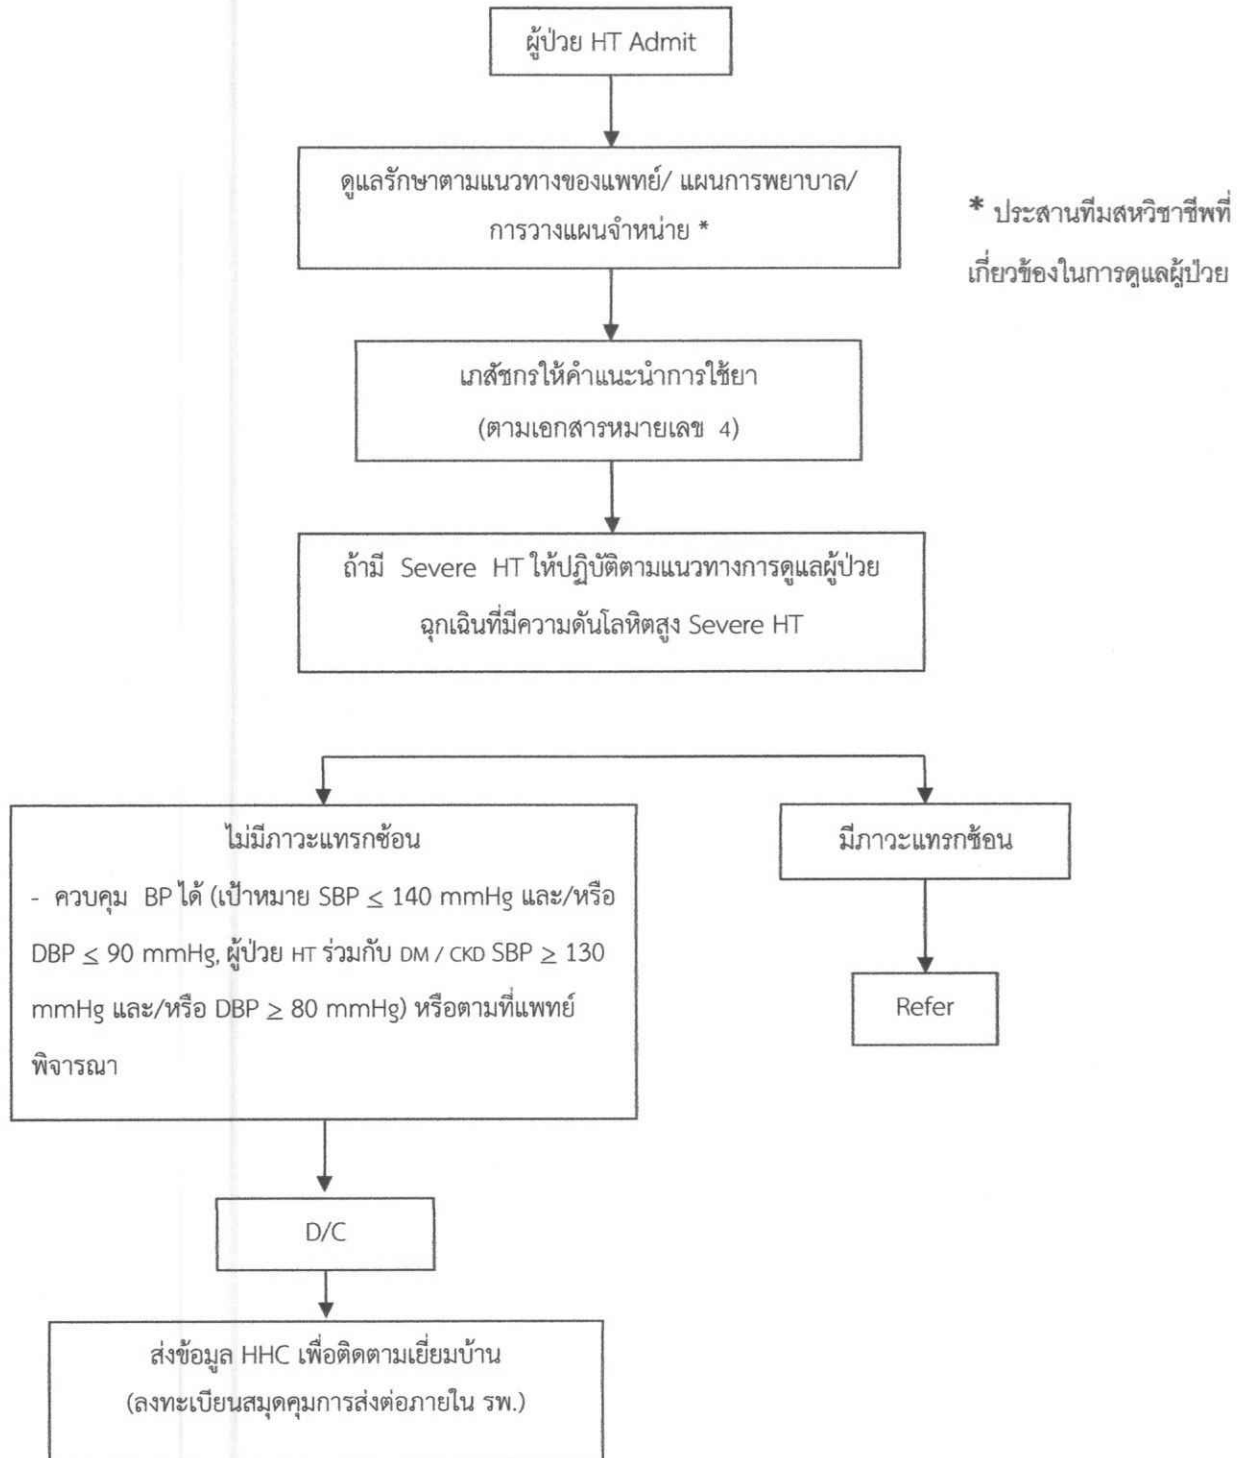 ผู้ป่วย HT Admit
ดูแลรักษาตามแนวทางของแพทย์/ แผนการพยาบาล/
การวางแผนจำหน่าย *
* ประสานทีมสหวิชาชีพที่
เกี่ยวข้องในการดูแลผู้ป่วย
เภสัชกรให้คำแนะนำการใช้ยา
(ตามเอกสารหมายเลข 4)
ถ้ามี Severe HT ให้ปฏิบัติตามแนวทางการดูแลผู้ป่วย
ฉุกเฉินที่มีความดันโลหิตสูง Severe HT
ไม่มีภาวะแทรกซ้อน
- ควบคุม BP ได้ (เป้าหมาย SBP ≤ 140 mmHg และ/หรือ
DBP ≤ 90 mmHg, ผู้ป่วย HT ร่วมกับ DM / CKD SBP ≥ 130
mmHg และ/หรือ DBP ≥ 80 mmHg) หรือตามที่แพทย์
พิจารณา
มีภาวะแทรกซ้อน
Refer
D/C
ส่งข้อมูล HHC เพื่อติดตามเยี่ยมบ้าน
(ลงทะเบียนสมุดคุมการส่งต่อภายใน รพ.)